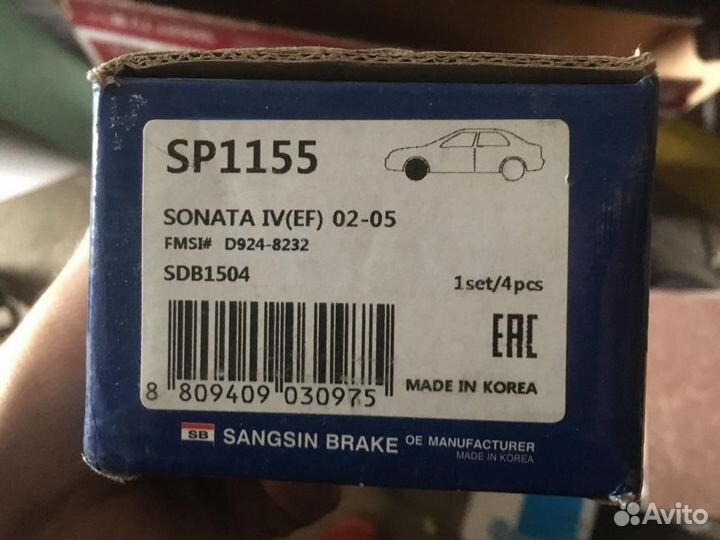 SP1155
SONATA IV(EF) 02-05
FMSI# D924-8232
SDB1504
1set/4pcs
EAC
8 809409 030975
MADE IN KOREA
SB SANGSIN BRAKE OE MANUFACTURER
MADE IN KOREA
Avito